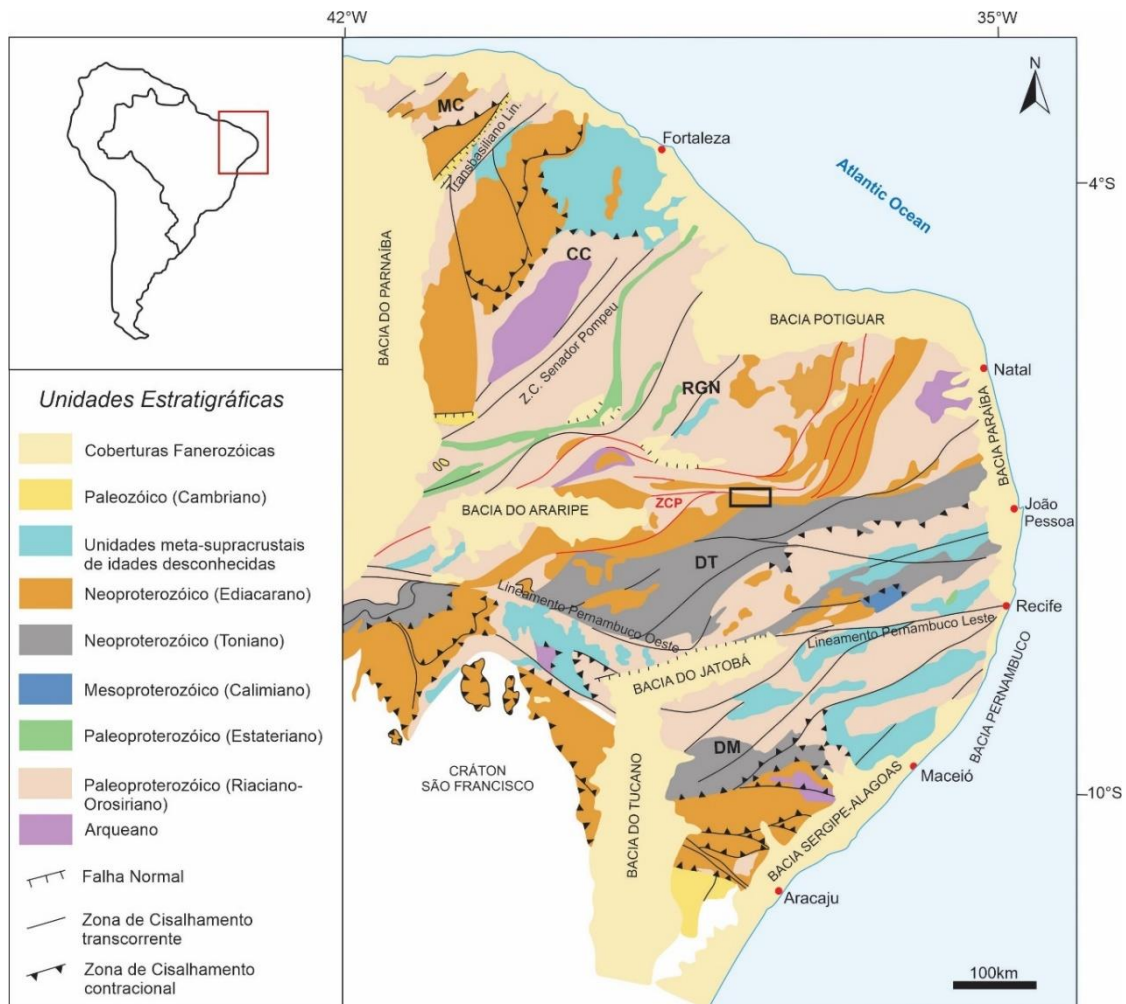 42°W
35°W
N
MC
Transbasiliano Lin.
Fortaleza
Atlantic Ocean
4°S
BACIA DO PARNAÍBA
CC
Z.C. Senador Pompeu
BACIA POTIGUAR
RGN
Natal
BACIA PARAÍBA
ZCP
BACIA DO ARARIPE
João
Pessoa
DT
Lineamento Pernambuco Oeste
Recife
Lineamento Pernambuco Leste
BACIA DO JATOBÁ
BACIA PERNAMBUCO
DM
CRÁTON
SÃO FRANCISCO
BACIA DO TUCANO
Maceió
10°S
BACIA SERGIPE-ALAGOAS
Aracaju
100km
Unidades Estratigráficas
Coberturas Fanerozóicas
Paleozóico (Cambriano)
Unidades meta-supracrustais
de idades desconhecidas
Neoproterozóico (Ediacarano)
Neoproterozóico (Toniano)
Mesoproterozóico (Calimiano)
Paleoproterozóico (Estateriano)
Paleoproterozóico (Riaciano-
Orosiriano)
Arqueano
Falha Normal
Zona de Cisalhamento
transcorrente
Zona de Cisalhamento
contracional